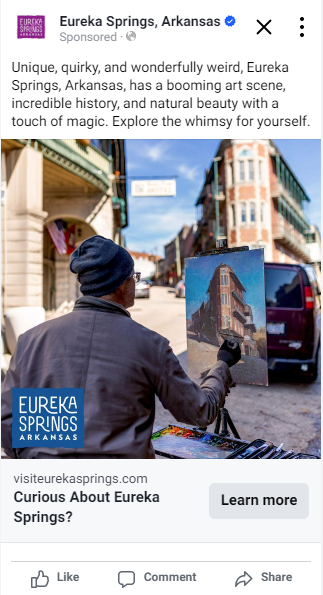 EUREKA
SPRINGS
ARKANSAS
Eureka Springs, Arkansas
Sponsored ·
Unique, quirky, and wonderfully weird, Eureka
Springs, Arkansas, has a booming art scene,
incredible history, and natural beauty with a
touch of magic. Explore the whimsy for yourself.
EUREKA
SPRINGS
ARKANSAS
visiteurekasprings.com
Curious About Eureka
Springs?
Learn more
Like
Comment
Share